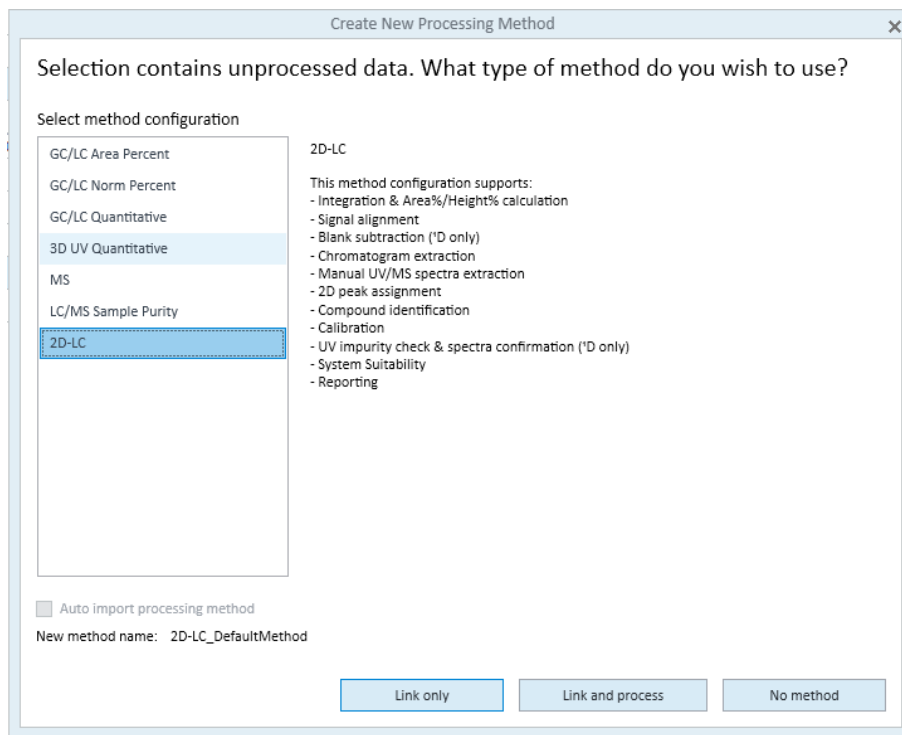 Create New Processing Method
Selection contains unprocessed data. What type of method do you wish to use?
Select method configuration
GC/LC Area Percent
GC/LC Norm Percent
GC/LC Quantitative
3D UV Quantitative
MS
LC/MS Sample Purity
2D-LC
2D-LC
This method configuration supports:
- Integration & Area%/Height% calculation
- Signal alignment
- Blank subtraction (¹D only)
- Chromatogram extraction
- Manual UV/MS spectra extraction
- 2D peak assignment
- Compound identification
- Calibration
- UV impurity check & spectra confirmation (¹D only)
- System Suitability
- Reporting
Auto import processing method
New method name: 2D-LC_DefaultMethod
Link only
Link and process
No method